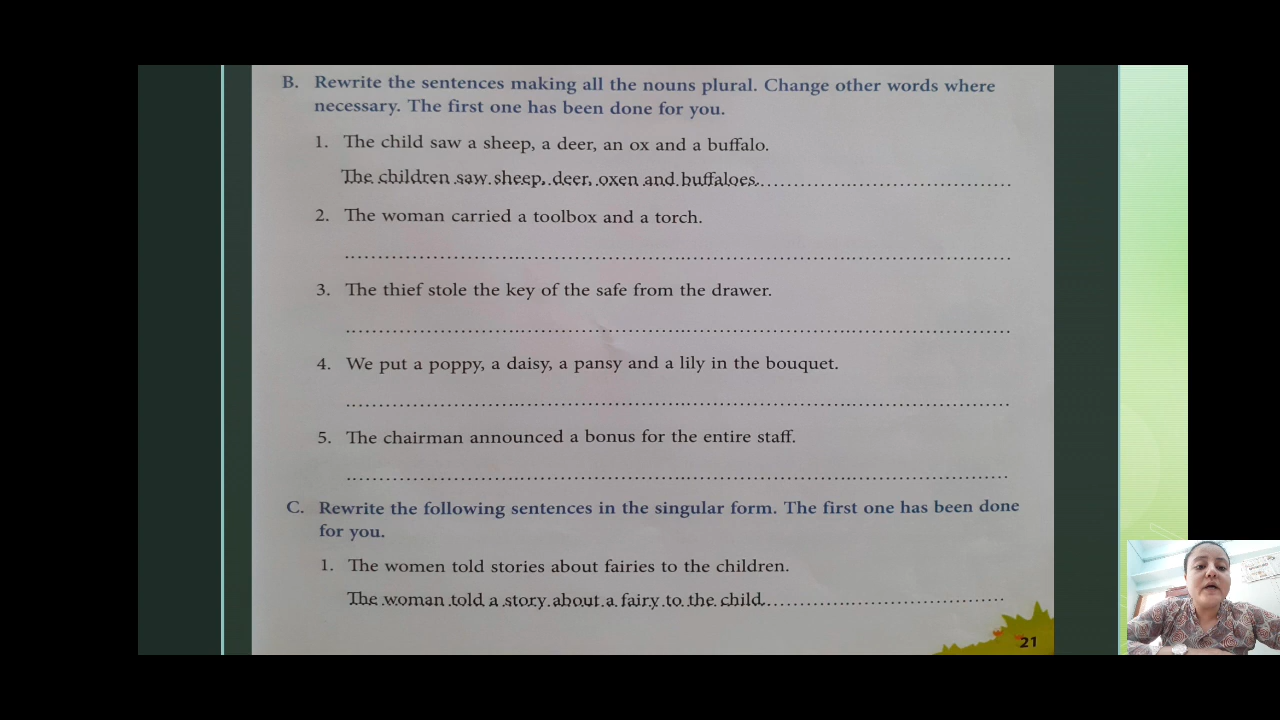 B. Rewrite the sentences making all the nouns plural. Change other words where
necessary. The first one has been done for you.
1. The child saw a sheep, a deer, an ox and a buffalo.
The children saw sheep, deer, oxen and buffaloes.
2. The woman carried a toolbox and a torch.
3. The thief stole the key of the safe from the drawer.
4. We put a poppy, a daisy, a pansy and a lily in the bouquet.
5. The chairman announced a bonus for the entire staff.
C. Rewrite the following sentences in the singular form. The first one has been done
for you.
1. The women told stories about fairies to the children.
The woman told a story about a fairy to the child.
21